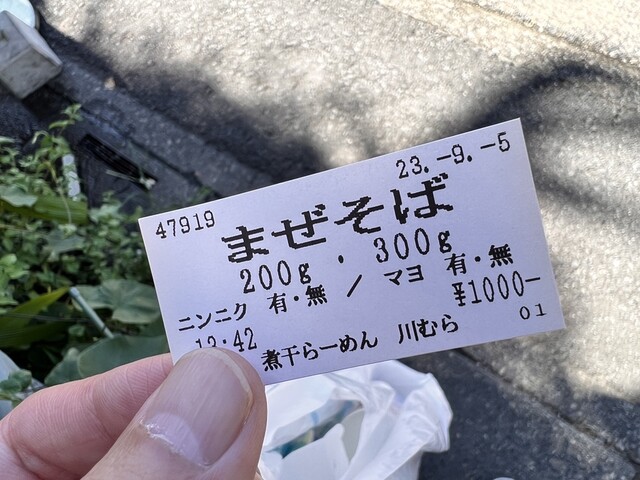 47919 23.-9.-5
まぜそば
200g・300g
ニンニク 有・無 / マヨ 有・無
¥1000-
12:42 煮干らーめん 川むら 01